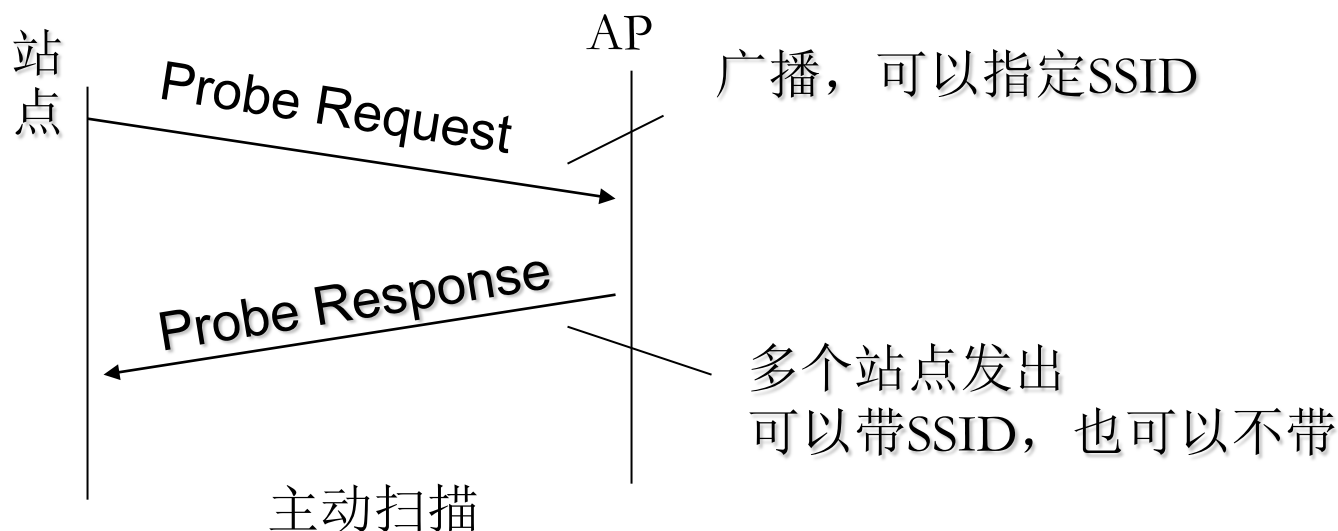 站点
AP
广播，可以指定SSID
Probe Request
Probe Response
多个站点发出
可以带SSID，也可以不带
主动扫描